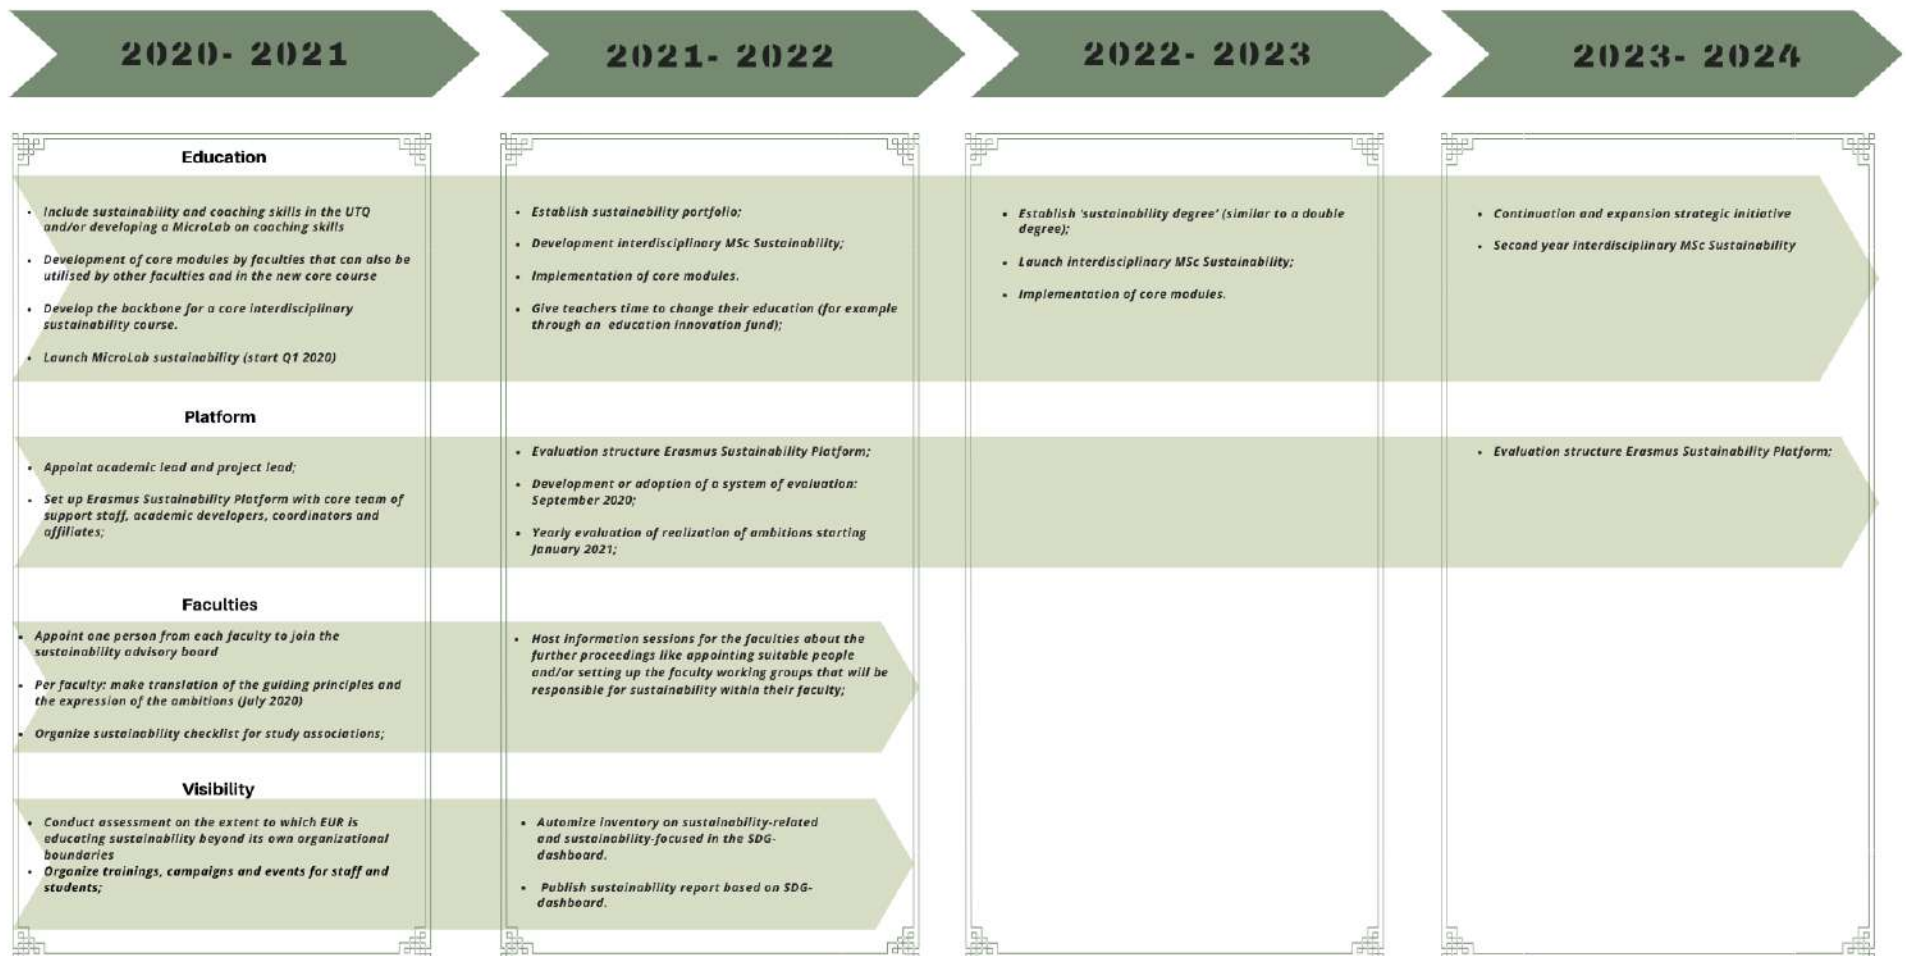 2020- 2021
2021- 2022
2022- 2023
2023- 2024
Education
• Include sustainability and coaching skills in the UTQ
and/or developing a MicroLab on coaching skills
• Development of core modules by faculties that can also be
utilised by other faculties and in the new core course
• Develop the backbone for a core interdisciplinary
sustainability course.
• Launch MicroLab sustainability (start Q1 2020)
• Establish sustainability portfolio;
• Development interdisciplinary MSc Sustainability;
• Implementation of core modules.
• Give teachers time to change their education (for example
through an education innovation fund);
• Establish 'sustainability degree' (similar to a double
degree);
• Launch interdisciplinary MSc Sustainability;
• Implementation of core modules.
• Continuation and expansion strategic initiative
• Second year interdisciplinary MSc Sustainability
Platform
• Appoint academic lead and project lead;
• Set up Erasmus Sustainability Platform with core team of
support staff, academic developers, coordinators and
affiliates;
• Evaluation structure Erasmus Sustainability Platform;
• Development or adoption of a system of evaluation:
September 2020;
• Yearly evaluation of realization of ambitions starting
January 2021;
• Evaluation structure Erasmus Sustainability Platform;
Faculties
• Appoint one person from each faculty to join the
sustainability advisory board
• Per faculty: make translation of the guiding principles and
the expression of the ambitions (July 2020)
• Organize sustainability checklist for study associations;
• Host information sessions for the faculties about the
further proceedings like appointing suitable people
and/or setting up the faculty working groups that will be
responsible for sustainability within their faculty;
Visibility
• Conduct assessment on the extent to which EUR is
educating sustainability beyond its own organizational
boundaries
• Organize trainings, campaigns and events for staff and
students;
• Automize inventory on sustainability-related
and sustainability-focused in the SDG-
dashboard.
• Publish sustainability report based on SDG-
dashboard.